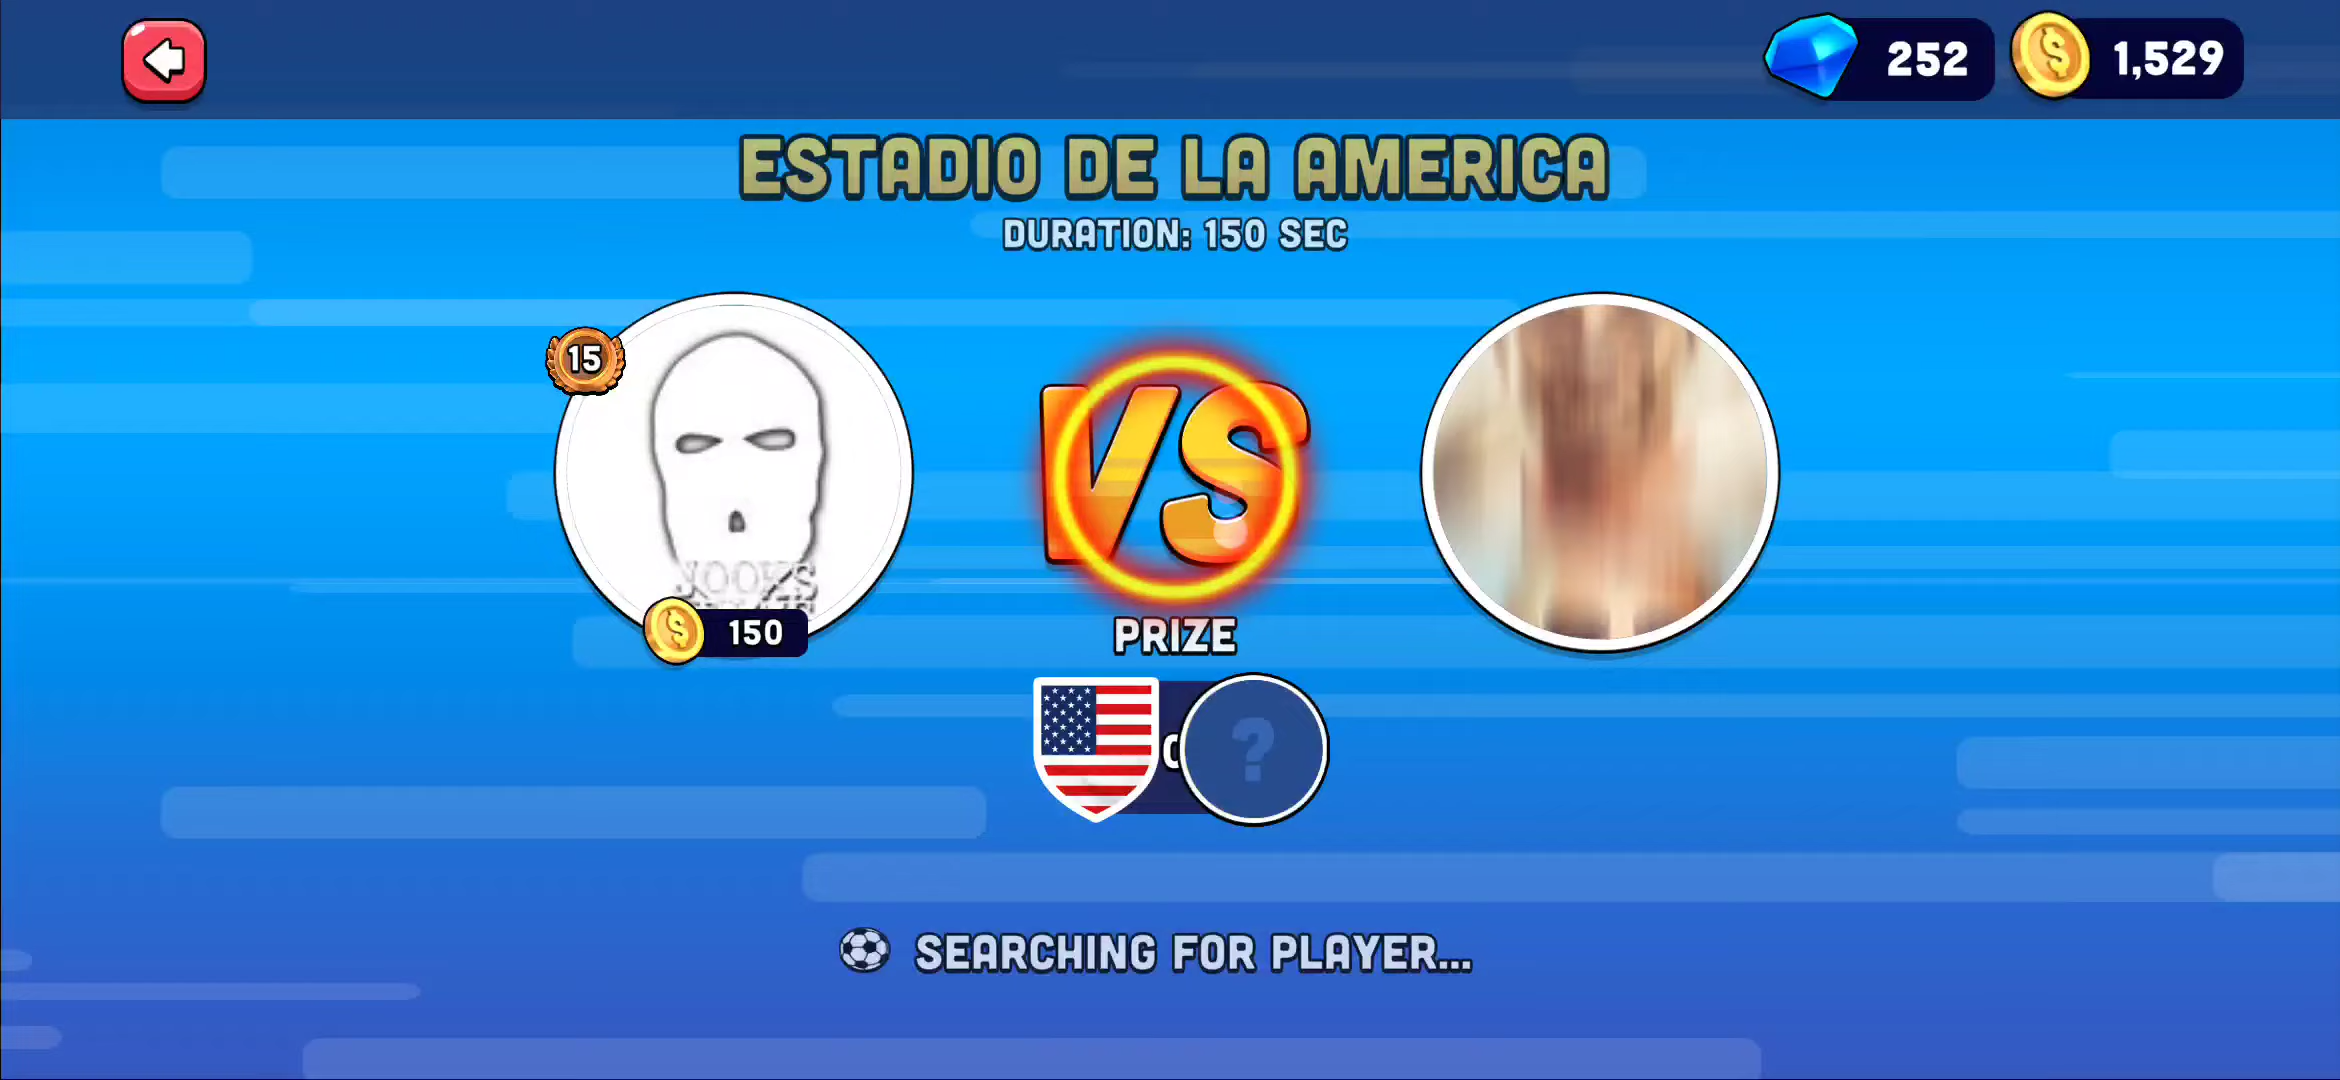 252
1,529
ESTADIO DE LA AMERICA
DURATION: 150 SEC
15
VS
150
PRIZE
?
SEARCHING FOR PLAYER...